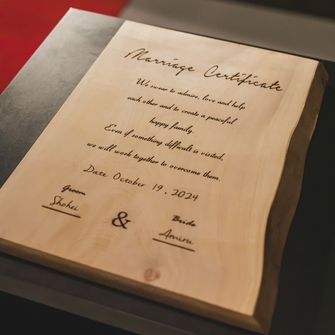 Marriage Certificate
We swear to admire, love and help
each other and to create a peaceful
happy family.
Even if something difficult is visited,
we will work together to overcome them.
Date October 19, 2024
Groom
Shohei
&
Bride